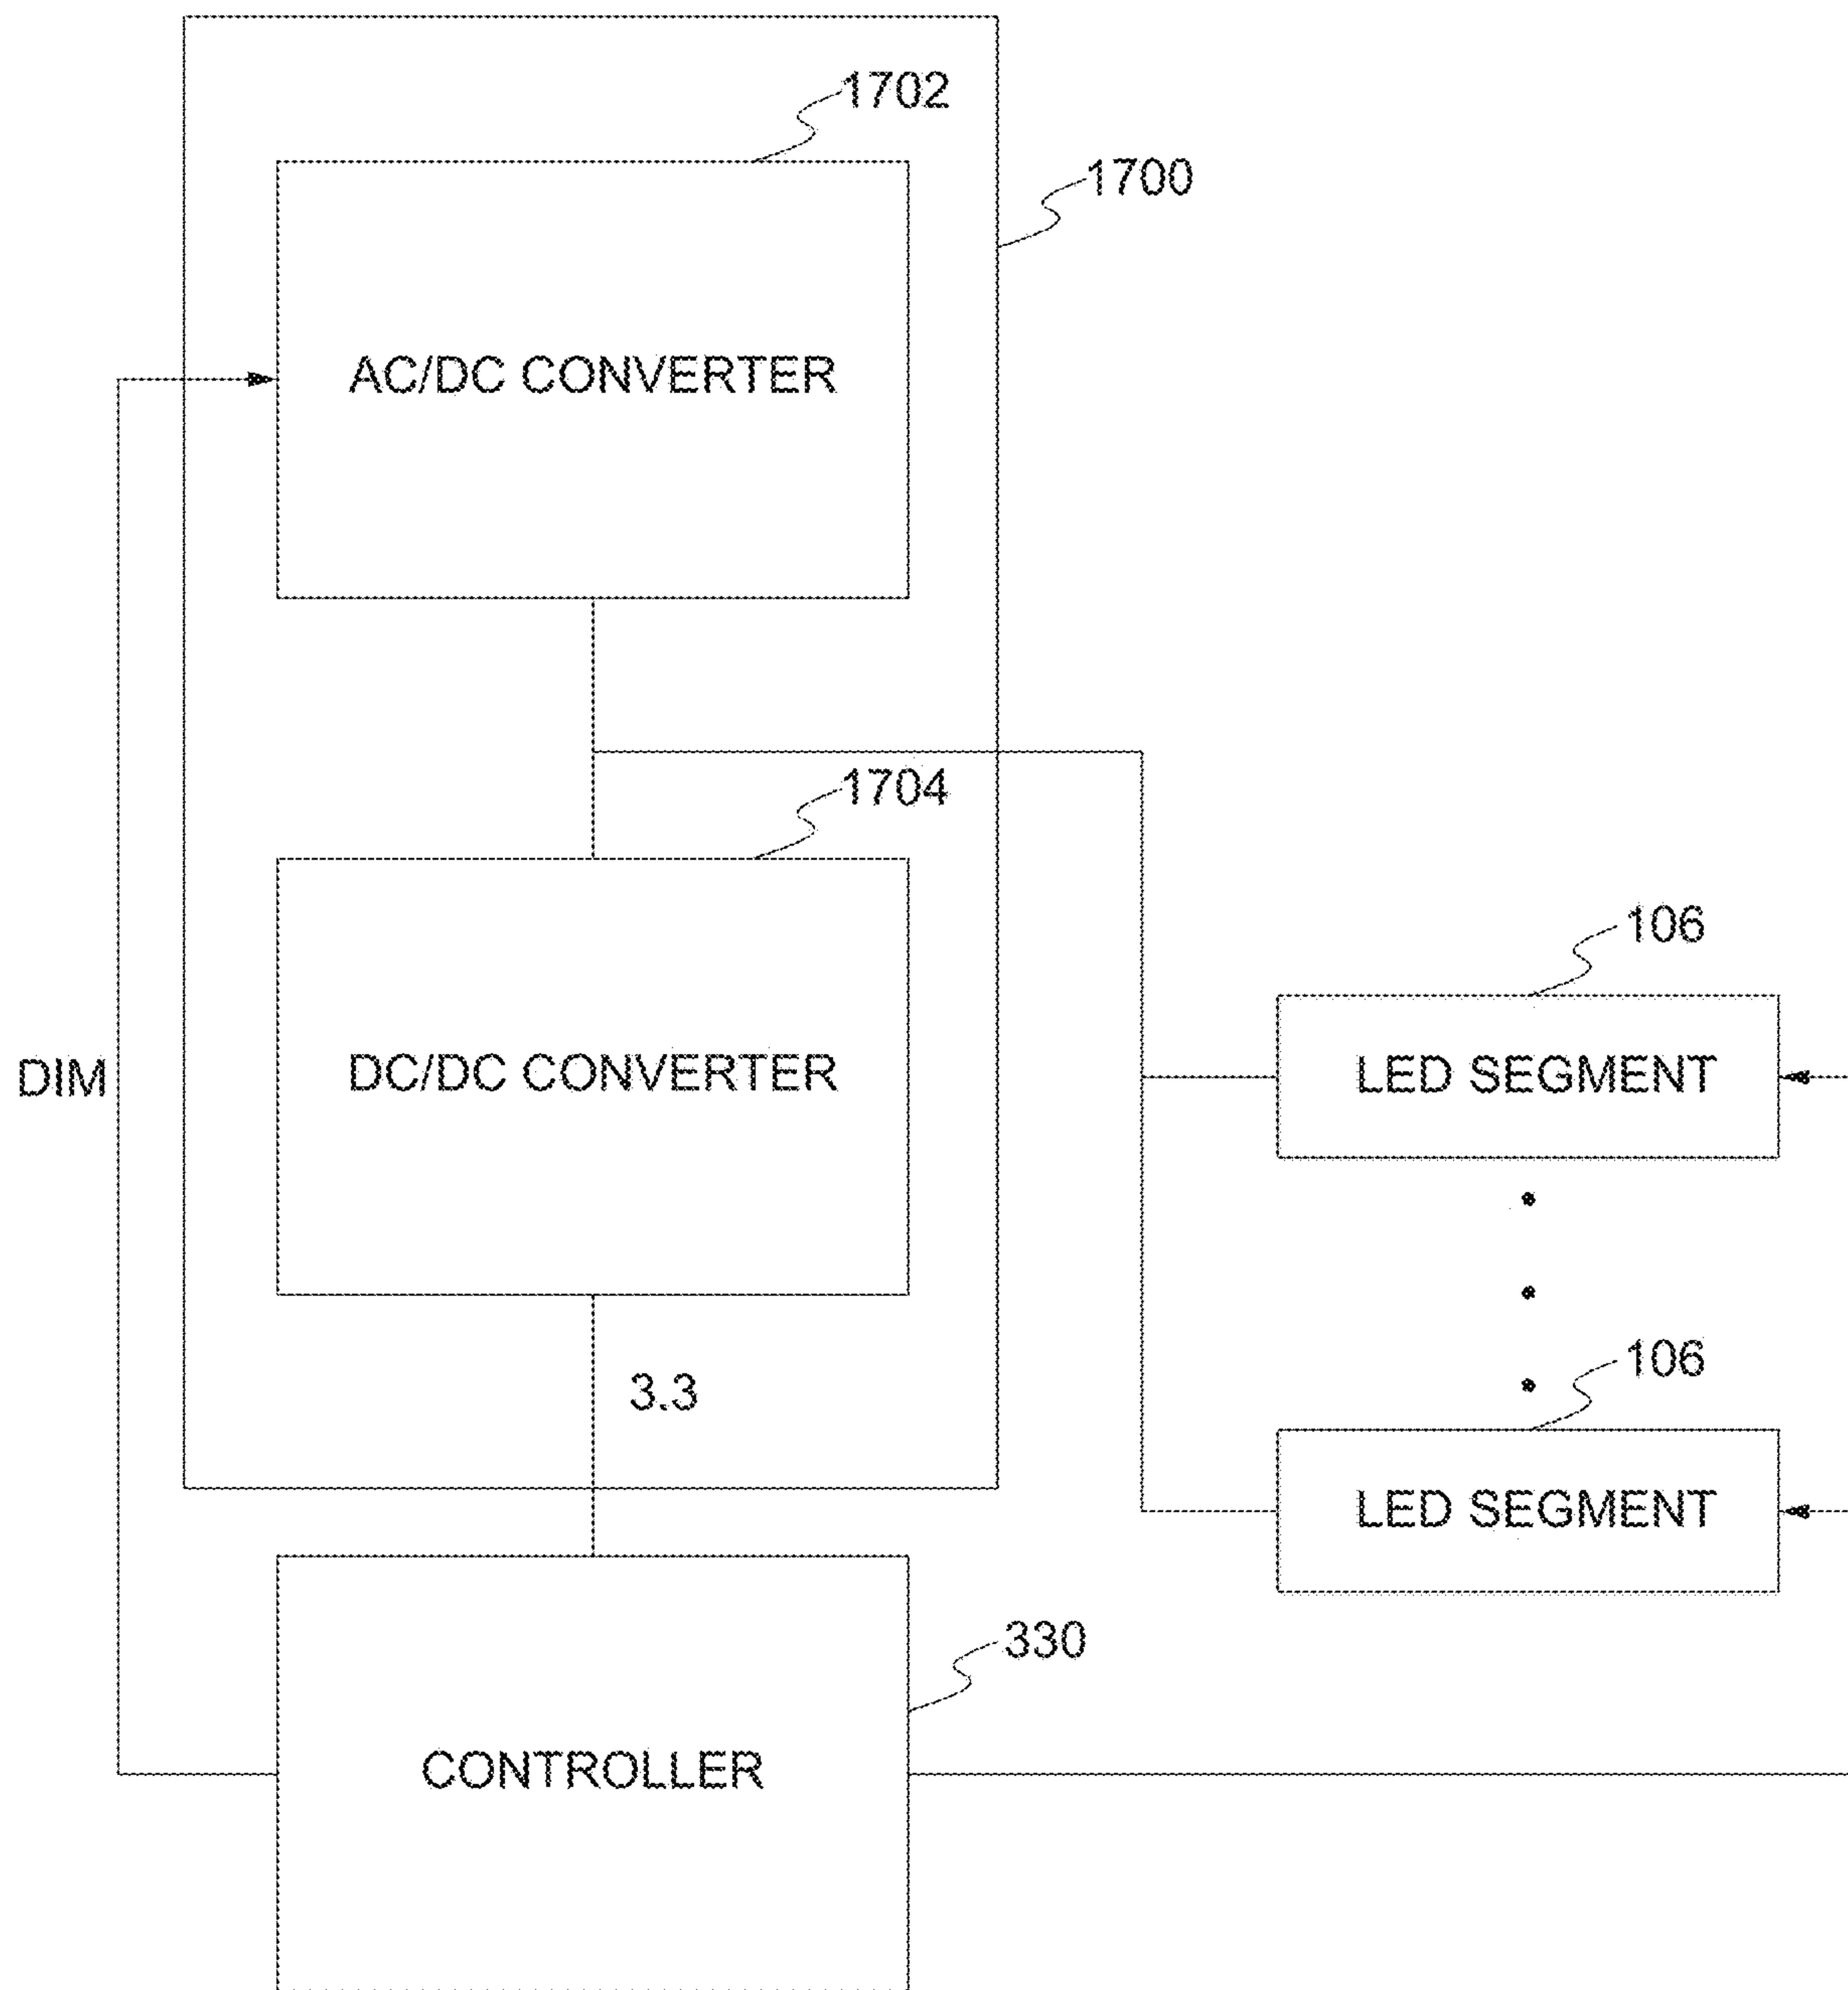 1702
1700
AC/DC CONVERTER
1704
106
DC/DC CONVERTER
LED SEGMENT
DIM
3.3
106
LED SEGMENT
330
CONTROLLER